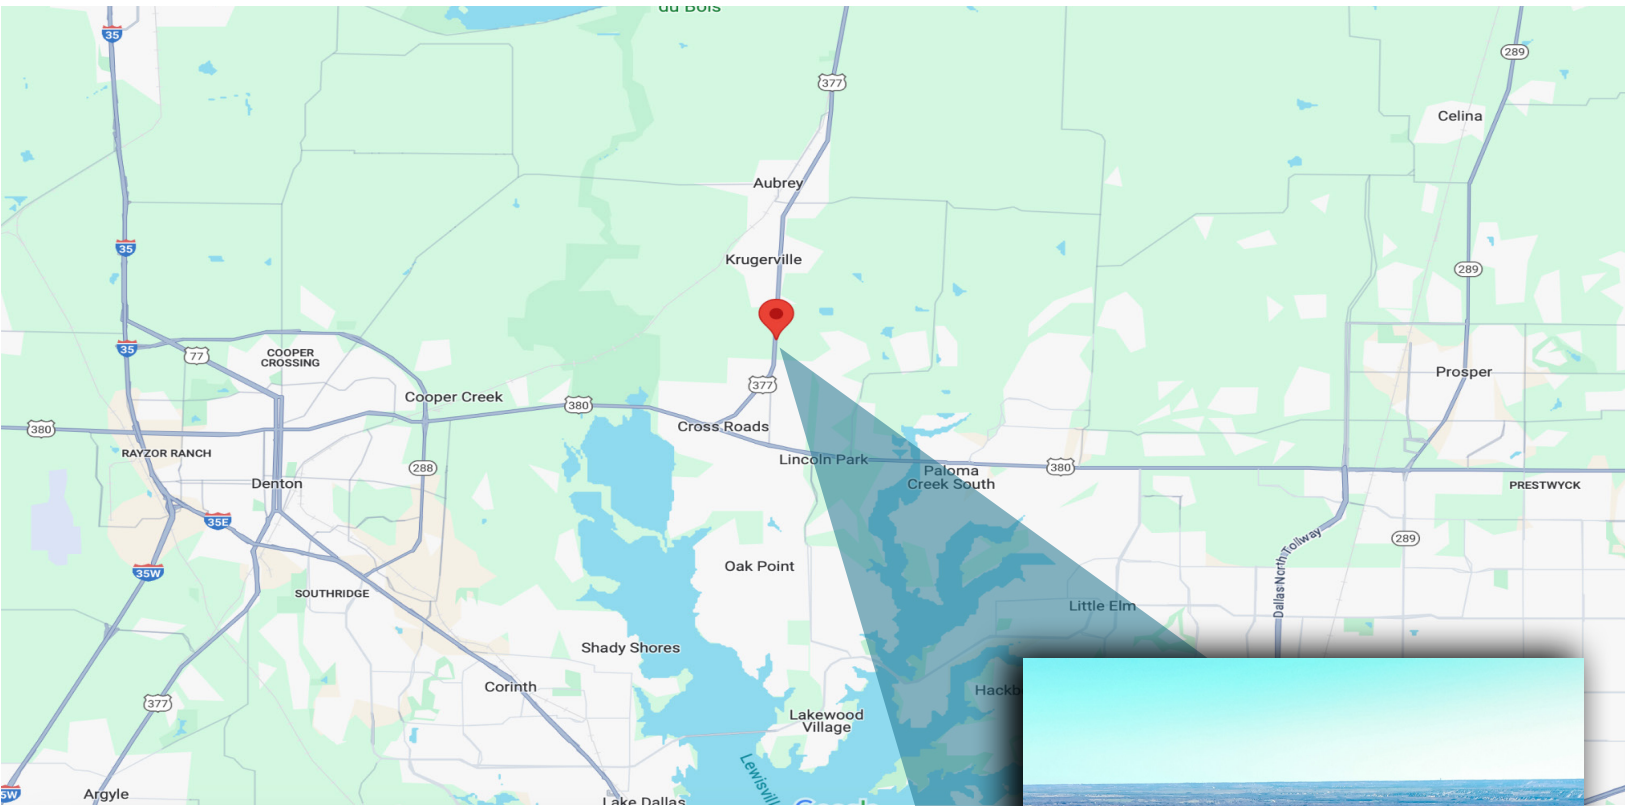 du Bois
35
377
289
Celina
Aubrey
35
Krugerville
289
35
77
COOPER
CROSSING
377
Prosper
Cooper Creek
380
380
Cross Roads
RAYZOR RANCH
288
Lincoln Park
Paloma
Creek South
380
Denton
PRESTWYCK
35E
289
Dallas North Tollway
35W
Oak Point
SOUTHRIDGE
Little Elm
Shady Shores
Corinth
377
Lakewood
Village
Argyle
Lake Dallas